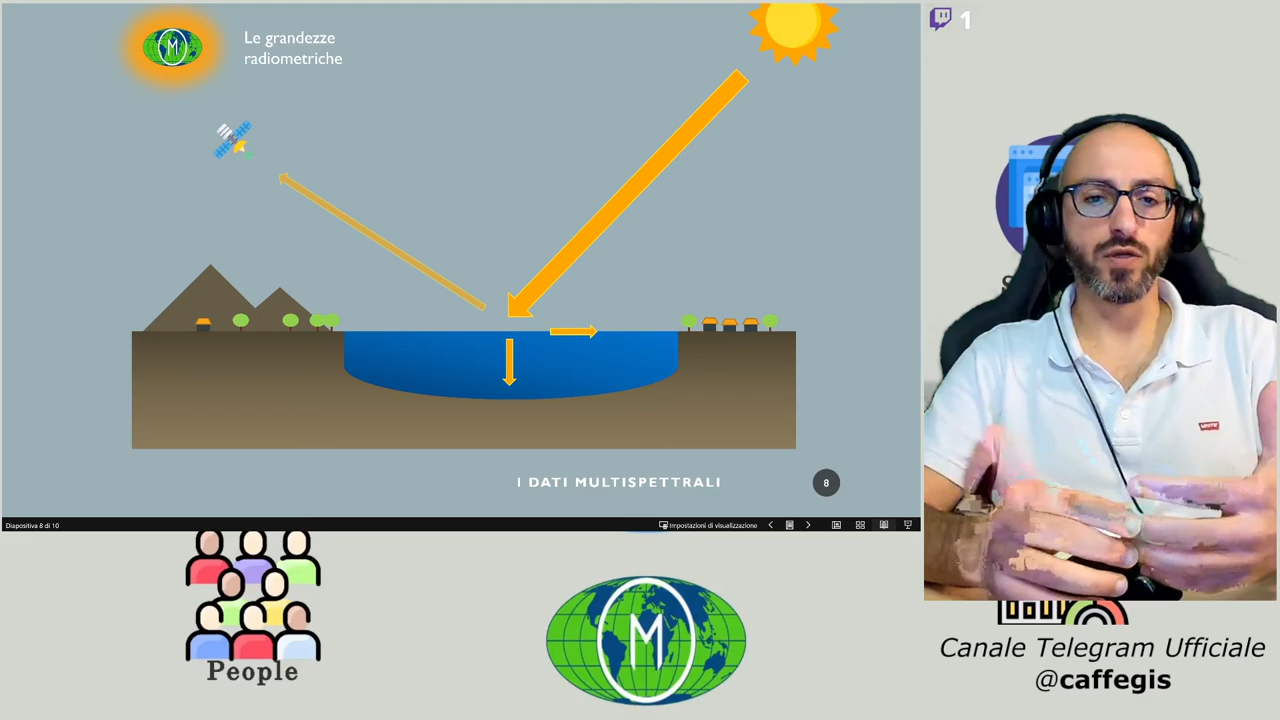 Le grandezze
radiometriche
1
M
I DATI MULTISPETTRALI
8
Diapositiva 8 di 10
Impostazioni di visualizzazione
People
M
Canale Telegram Ufficiale
@caffegis